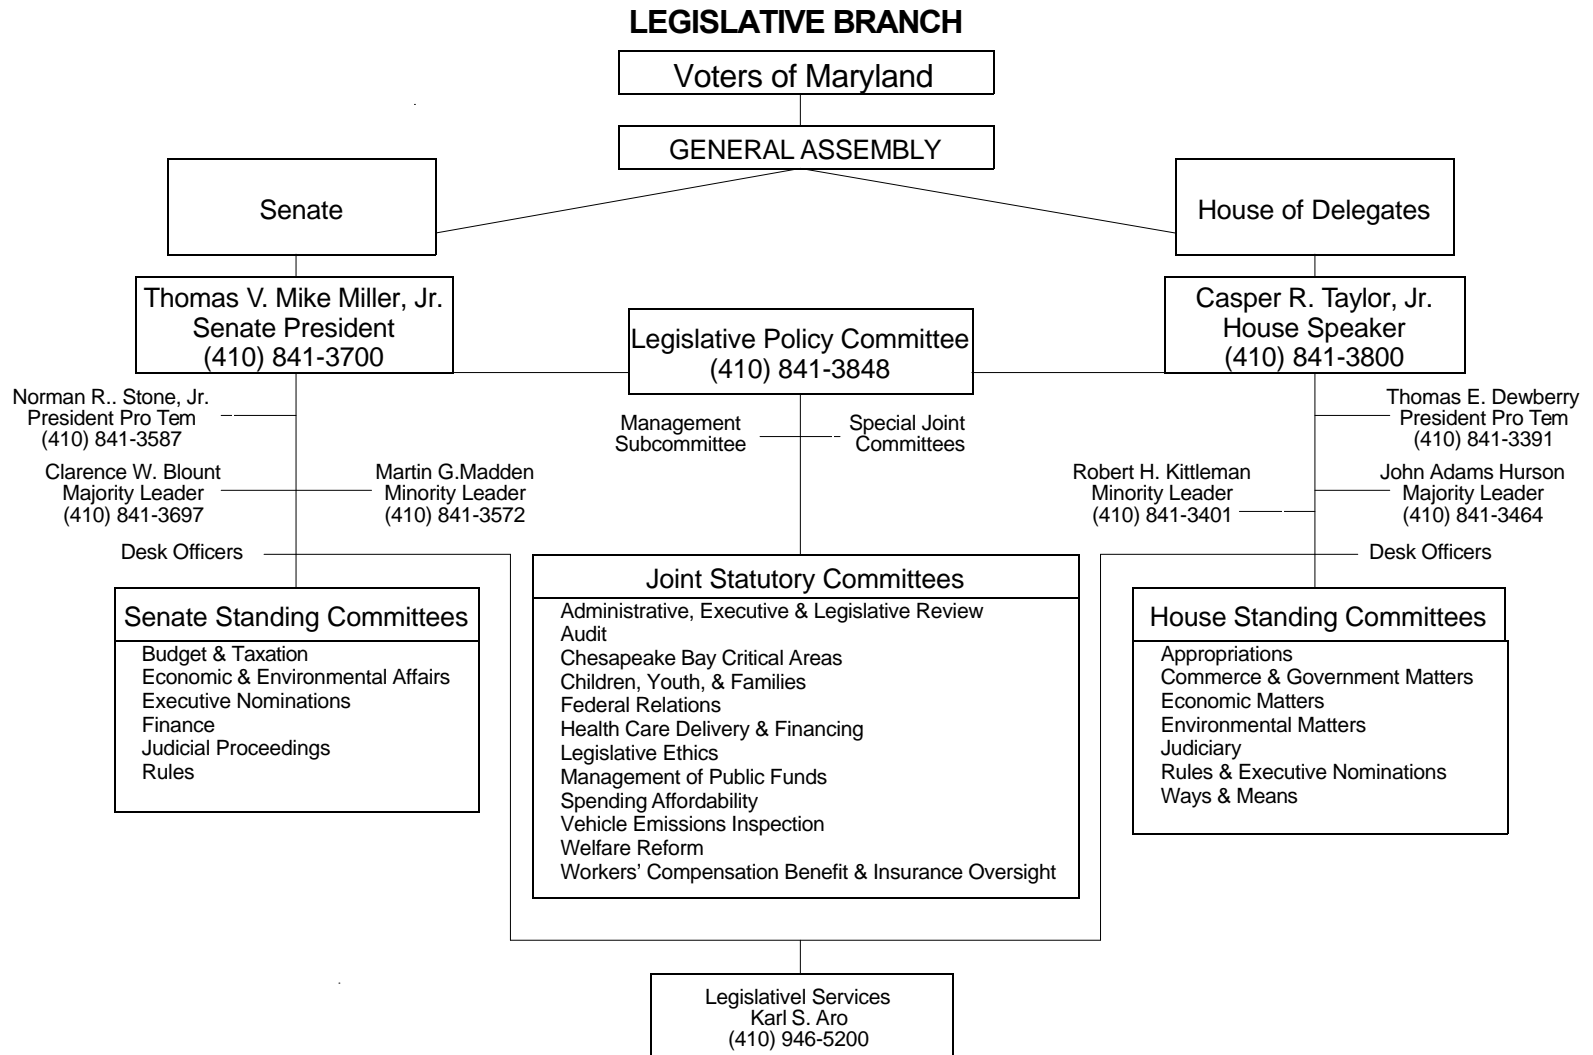 LEGISLATIVE BRANCH
Voters of Maryland
GENERAL ASSEMBLY
Senate
House of Delegates
Thomas V. Mike Miller, Jr.
Senate President
(410) 841-3700
Legislative Policy Committee
(410) 841-3848
Casper R. Taylor, Jr.
House Speaker
(410) 841-3800
Norman R.. Stone, Jr.
President Pro Tem
(410) 841-3587
Management
Subcommittee
Special Joint
Committees
Thomas E. Dewberry
President Pro Tem
(410) 841-3391
Clarence W. Blount
Majority Leader
(410) 841-3697
Martin G.Madden
Minority Leader
(410) 841-3572
Robert H. Kittleman
Minority Leader
(410) 841-3401
John Adams Hurson
Majority Leader
(410) 841-3464
Desk Officers
Desk Officers
Senate Standing Committees
Budget & Taxation
Economic & Environmental Affairs
Executive Nominations
Finance
Judicial Proceedings
Rules
Joint Statutory Committees
Administrative, Executive & Legislative Review
Audit
Chesapeake Bay Critical Areas
Children, Youth, & Families
Federal Relations
Health Care Delivery & Financing
Legislative Ethics
Management of Public Funds
Spending Affordability
Vehicle Emissions Inspection
Welfare Reform
Workers' Compensation Benefit & Insurance Oversight
House Standing Committees
Appropriations
Commerce & Government Matters
Economic Matters
Environmental Matters
Judiciary
Rules & Executive Nominations
Ways & Means
Legislativel Services
Karl S. Aro
(410) 946-5200